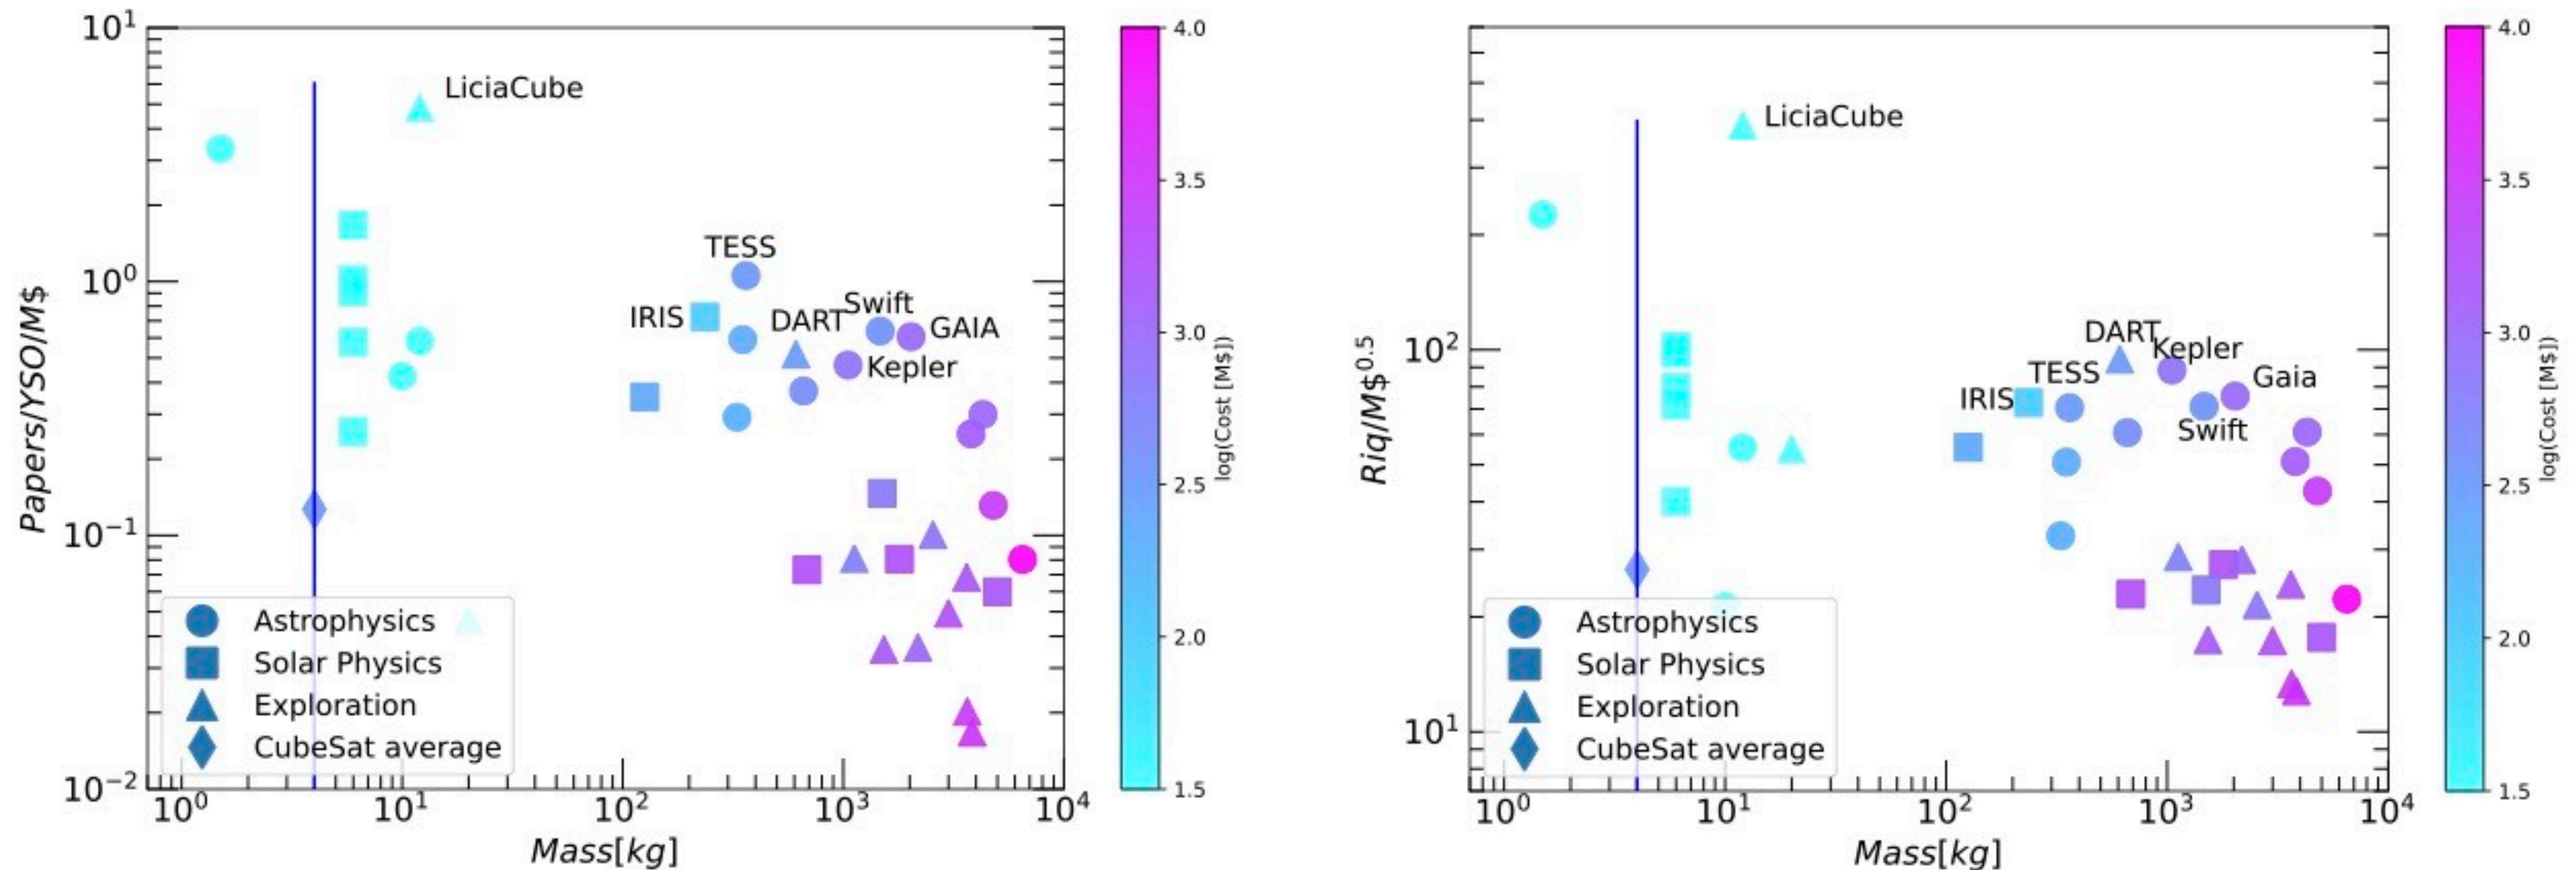 10^1
10^0
10^-1
10^-2
Papers/YSO/M$
LiciaCube
TESS
IRIS
DART
Swift
GAIA
Kepler
Astrophysics
Solar Physics
Exploration
CubeSat average
10^0 10^1 10^2 10^3 10^4
Mass[kg]
4.0
3.5
3.0
2.5
2.0
1.5
log(Cost [M$])
10^2
10^1
Riq/M$^0.5
LiciaCube
DART
Kepler
TESS
Gaia
IRIS
Swift
Astrophysics
Solar Physics
Exploration
CubeSat average
10^0 10^1 10^2 10^3 10^4
Mass[kg]
4.0
3.5
3.0
2.5
2.0
1.5
log(Cost [M$])